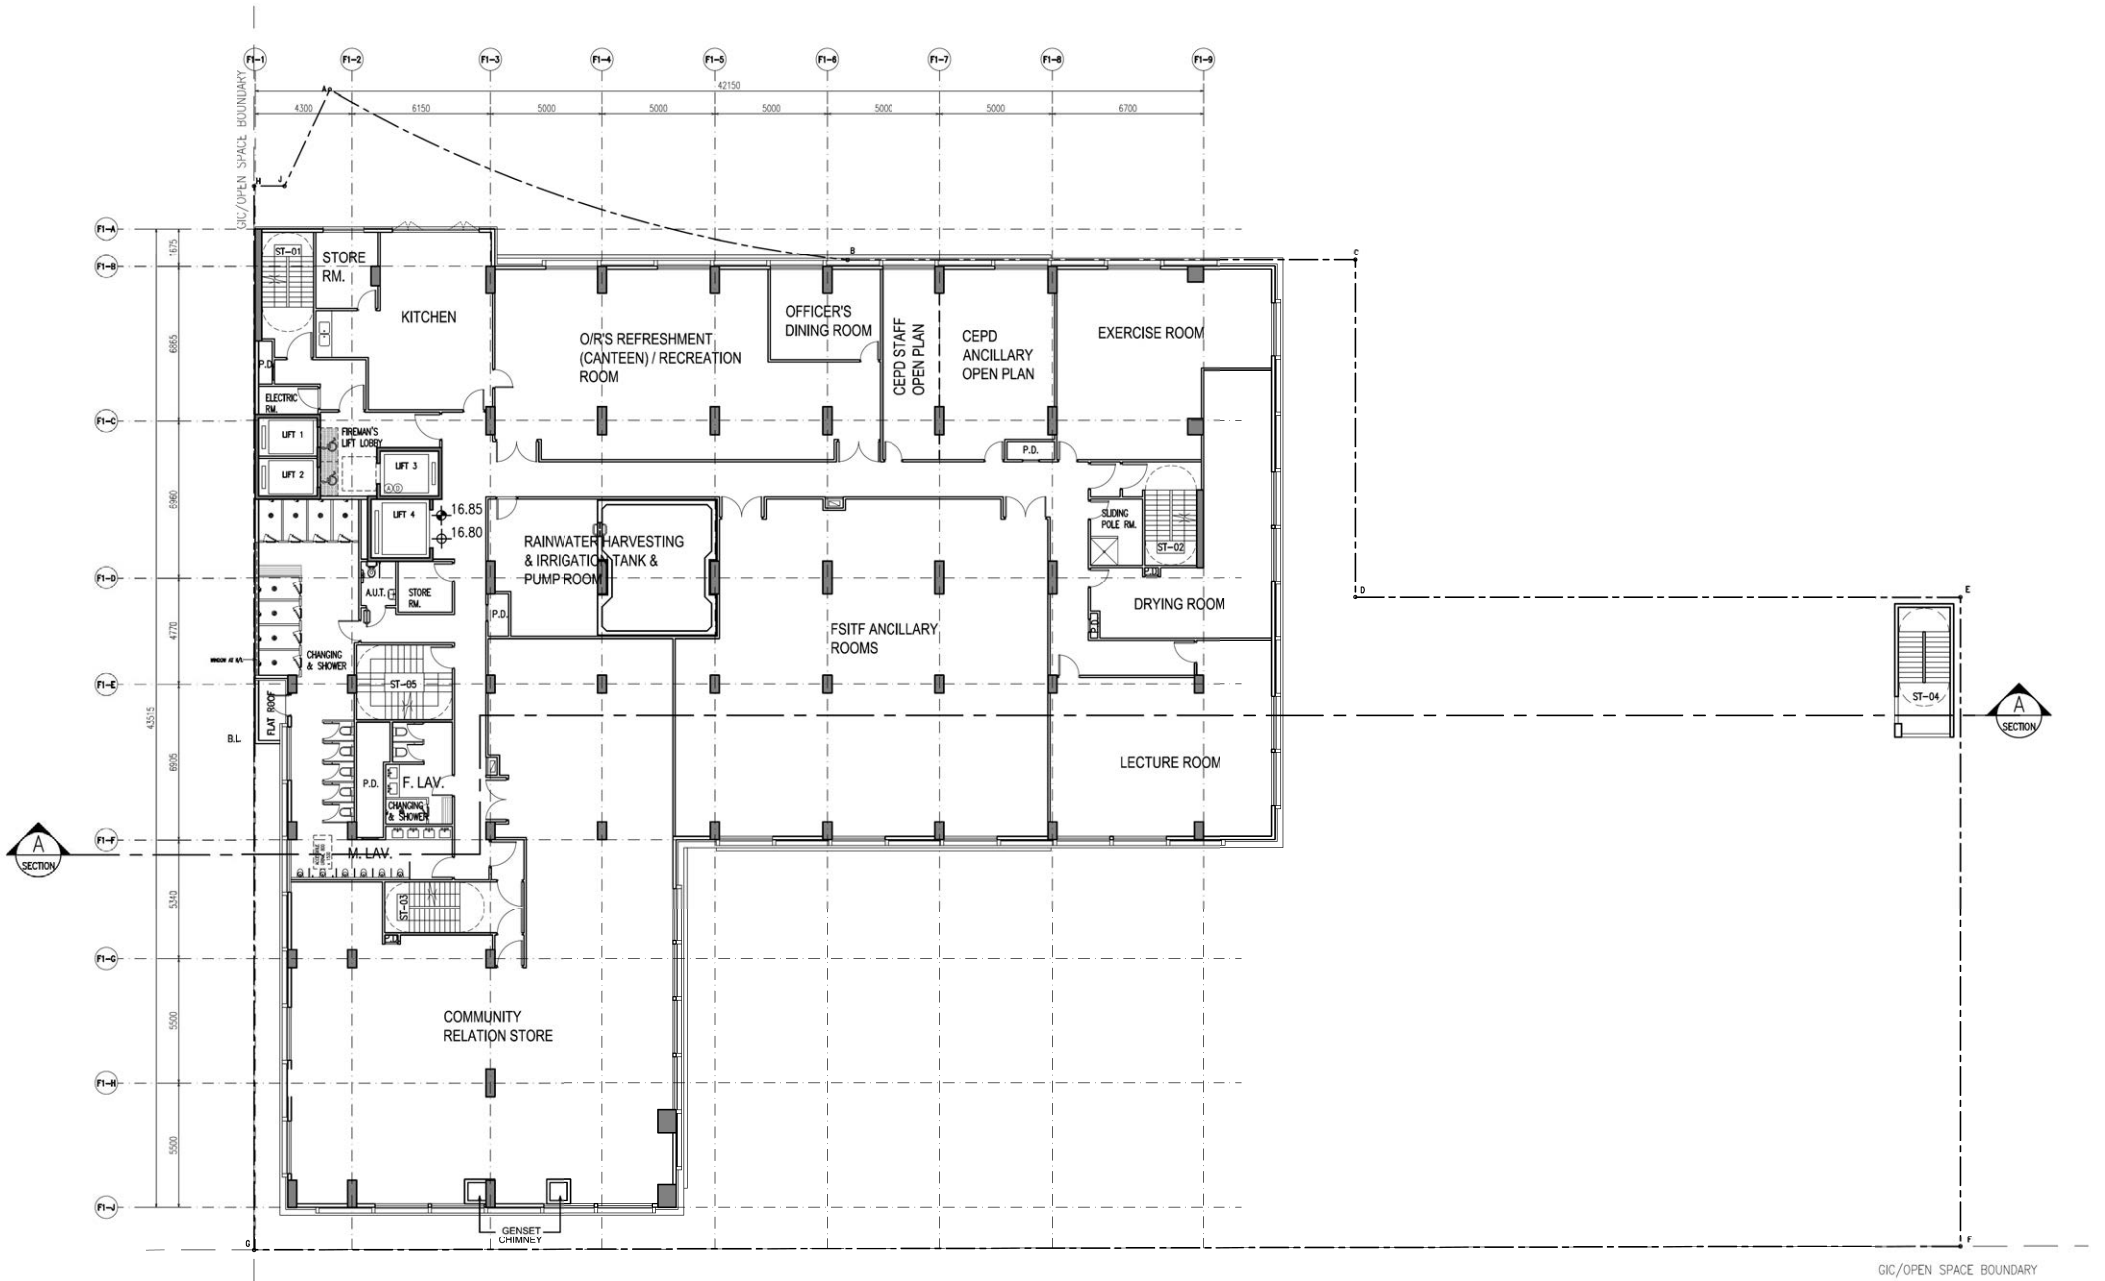 F1-1
F1-2
F1-3
F1-4
F1-5
F1-6
F1-7
F1-8
F1-9
42150
4300
6150
5000
5000
5000
5000
5000
6700
GIC/OPEN SPACE BOUNDARY
A
H
J
B
C
D
E
F1-A
F1-B
F1-C
F1-D
F1-E
F1-F
F1-G
F1-H
F1-J
1675
6865
6960
4770
6935
5340
5500
5500
43515
ST-01
STORE
RM.
KITCHEN
P.D.
ELECTRIC
RM.
LIFT 1
LIFT 2
FIREMAN'S
LIFT LOBBY
LIFT 3
A D
LIFT 4
16.85
16.80
O/R'S REFRESHMENT
(CANTEEN) / RECREATION
ROOM
OFFICER'S
DINING ROOM
CEPD STAFF
OPEN PLAN
CEPD
ANCILLARY
OPEN PLAN
EXERCISE ROOM
P.D.
SLIDING
POLE RM.
ST-02
P.D.
RAINWATER HARVESTING
& IRRIGATION TANK &
PUMP ROOM
P.D.
A.U.T.
STORE
RM.
CHANGING
& SHOWER
ST-05
FLAT ROOF
B.L.
FSITF ANCILLARY
ROOMS
DRYING ROOM
P.D.
LECTURE ROOM
ST-04
A
SECTION
P.D.
F. LAV.
CHANGING
& SHOWER
M. LAV.
A
SECTION
ST-03
P.D.
COMMUNITY
RELATION STORE
GENSET
CHIMNEY
G
F
GIC/OPEN SPACE BOUNDARY